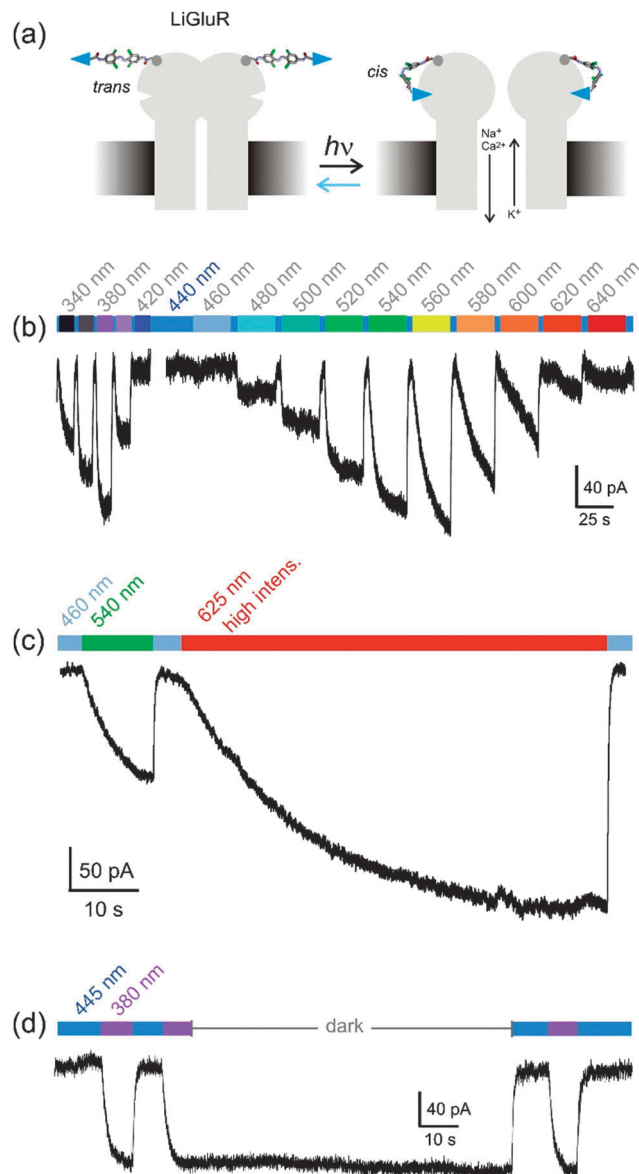 (a)
LiGluR
trans
cis
hν
Na⁺
Ca²⁺
K⁺
(b)
340 nm
380 nm
420 nm
440 nm
460 nm
480 nm
500 nm
520 nm
540 nm
560 nm
580 nm
600 nm
620 nm
640 nm
40 pA
25 s
(c)
460 nm
540 nm
625 nm
high intens.
50 pA
10 s
(d)
445 nm
380 nm
dark
40 pA
10 s